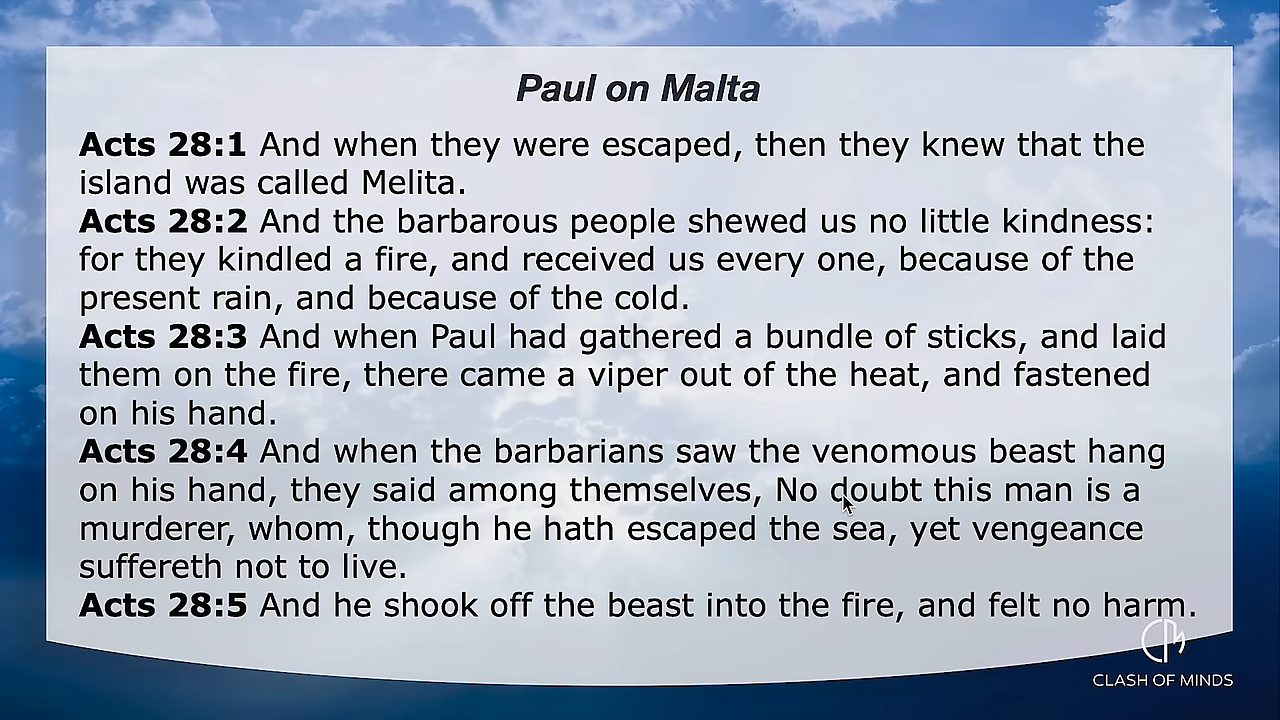 Paul on Malta
Acts 28:1 And when they were escaped, then they knew that the
island was called Melita.
Acts 28:2 And the barbarous people shewed us no little kindness:
for they kindled a fire, and received us every one, because of the
present rain, and because of the cold.
Acts 28:3 And when Paul had gathered a bundle of sticks, and laid
them on the fire, there came a viper out of the heat, and fastened
on his hand.
Acts 28:4 And when the barbarians saw the venomous beast hang
on his hand, they said among themselves, No doubt this man is a
murderer, whom, though he hath escaped the sea, yet vengeance
suffereth not to live.
Acts 28:5 And he shook off the beast into the fire, and felt no harm.
CLASH OF MINDS